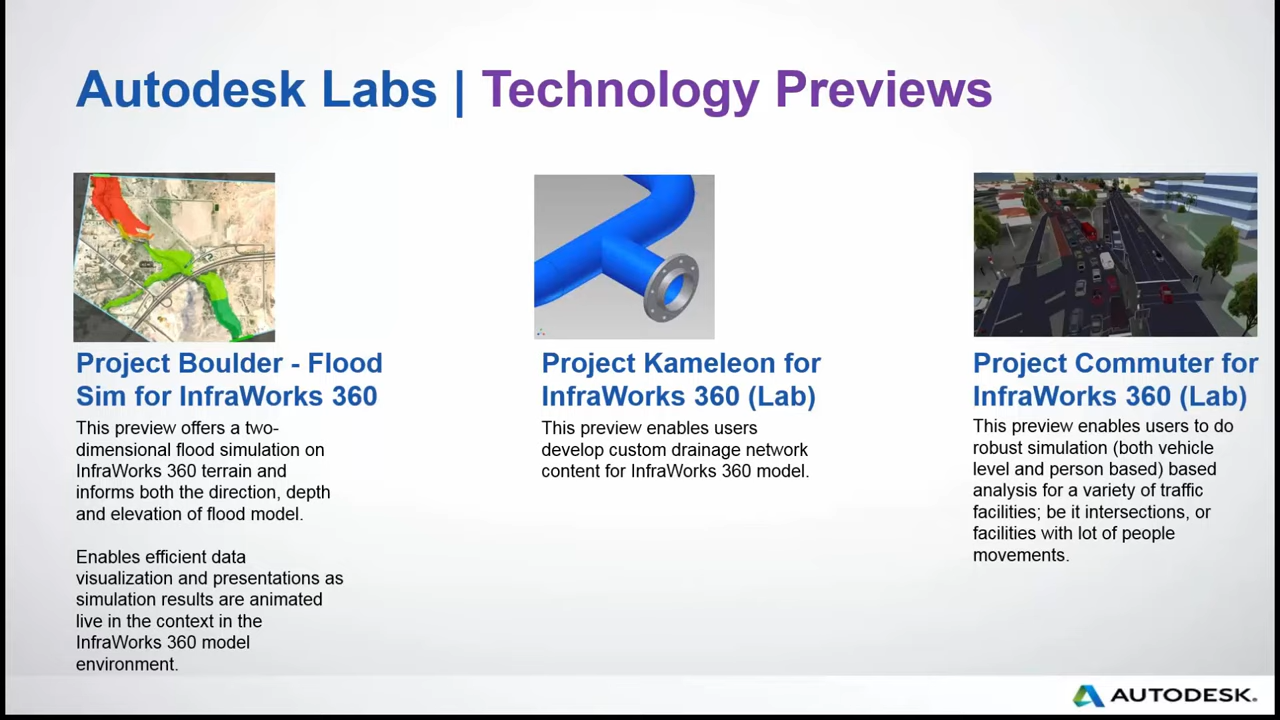 Autodesk Labs | Technology Previews
Project Boulder - Flood
Sim for InfraWorks 360
This preview offers a two-
dimensional flood simulation on
InfraWorks 360 terrain and
informs both the direction, depth
and elevation of flood model.
Enables efficient data
visualization and presentations as
simulation results are animated
live in the context in the
InfraWorks 360 model
environment.
Project Kameleon for
InfraWorks 360 (Lab)
This preview enables users
develop custom drainage network
content for InfraWorks 360 model.
Project Commuter for
InfraWorks 360 (Lab)
This preview enables users to do
robust simulation (both vehicle
level and person based) based
analysis for a variety of traffic
facilities; be it intersections, or
facilities with lot of people
movements.
AUTODESK.